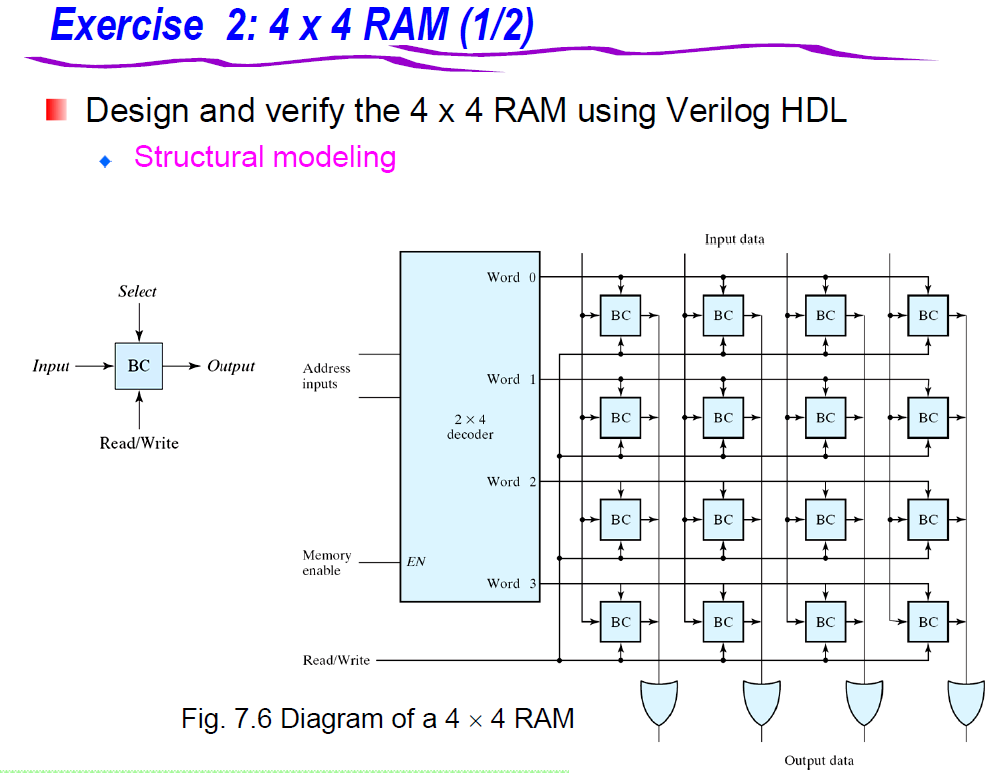 Exercise 2: 4 x 4 RAM (1/2)
Design and verify the 4 x 4 RAM using Verilog HDL
Structural modeling
Select
Input
BC
Output
Read/Write
Input data
Address
inputs
2 × 4
decoder
Memory
enable
EN
Read/Write
Word 0
BC BC BC BC
Word 1
BC BC BC BC
Word 2
BC BC BC BC
Word 3
BC BC BC BC
Fig. 7.6 Diagram of a 4 × 4 RAM
Output data